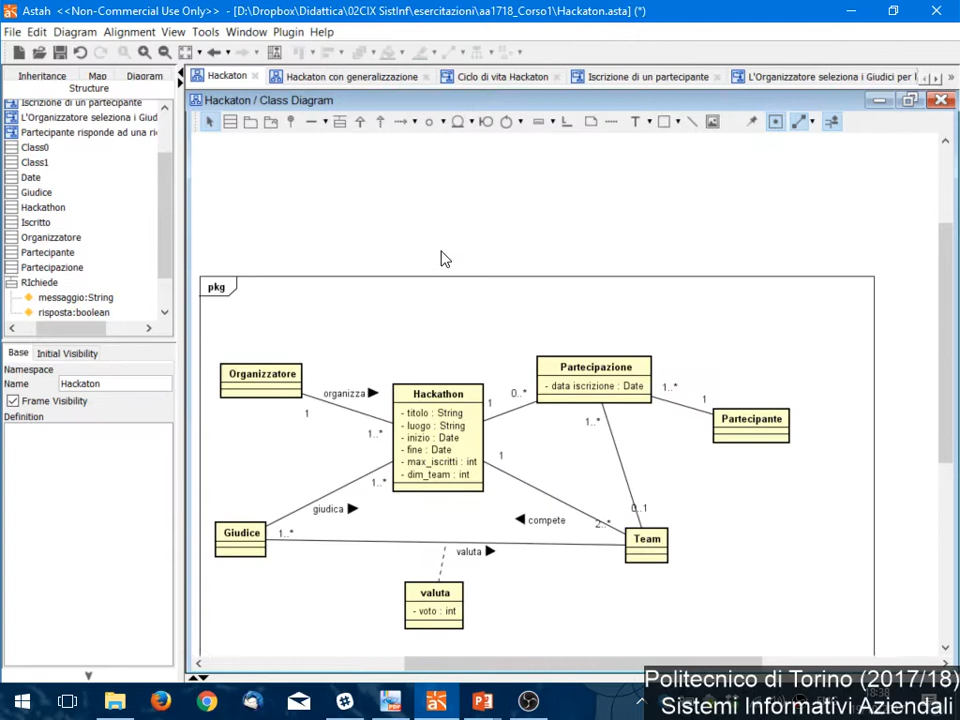 Astah <<Non-Commercial Use Only>> - [D:\Dropbox\Didattica\02CIX SistInf\esercitazioni\aa1718_Corso1\Hackaton.asta] (*)
File Edit Diagram Alignment View Tools Window Plugin Help
Inheritance Map Diagram
Structure
Hackaton
Hackaton con generalizzazione
Ciclo di vita Hackaton
Iscrizione di un partecipante
L'Organizzatore seleziona i Giudici per l
Hackaton / Class Diagram
Iscrizione di un partecipante
L'Organizzatore seleziona i Giud
Partecipante risponde ad una ric
Class0
Class1
Date
Giudice
Hackathon
Iscritto
Organizzatore
Partecipante
Partecipazione
RIchiede
messaggio:String
risposta:boolean
Base Initial Visibility
Namespace
Name Hackaton
Frame Visibility
Definition
pkg
Organizzatore
organizza
1
1..*
Hackathon
- titolo : String
- luogo : String
- inizio : Date
- fine : Date
- max_iscritti : int
- dim_team : int
1
0..*
Partecipazione
- data iscrizione : Date
1..*
1
Partecipante
1..*
0..1
1
compete
2..*
Team
1..*
giudica
1..*
Giudice
valuta
valuta
- voto : int
Politecnico di Torino (2017/18)
Sistemi Informativi Aziendali